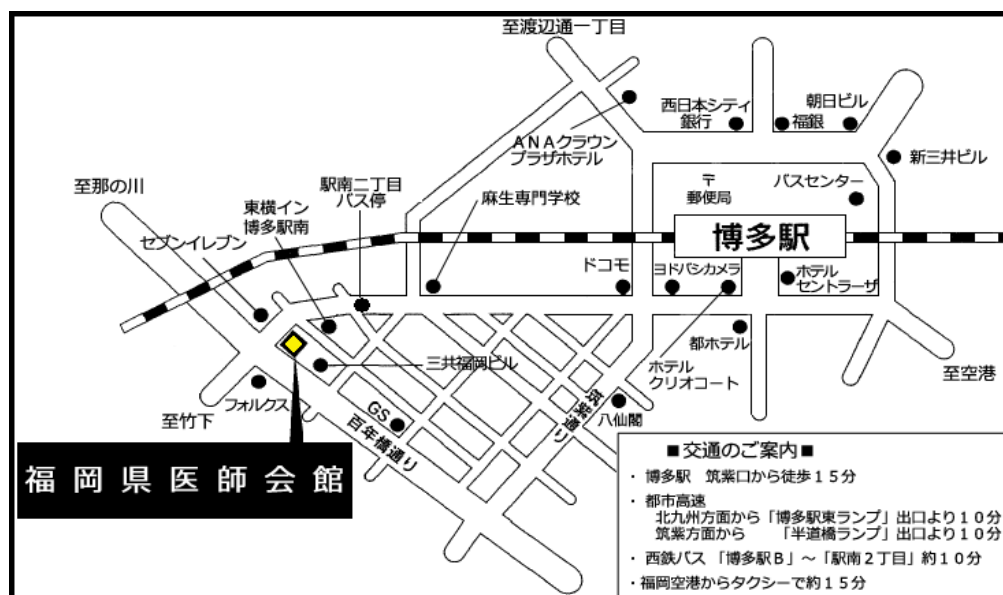 至渡辺通一丁目
西日本シティ
銀行
福銀
朝日ビル
ANAクラウン
プラザホテル
新三井ビル
至那の川
駅南二丁目
バス停
東横イン
博多駅南
麻生専門学校
〒
郵便局
バスセンター
セブンイレブン
博多駅
ドコモ
ヨドバシカメラ
ホテル
セントラーザ
三共福岡ビル
都ホテル
ホテル
クリオコート
至空港
フォルクス
至竹下
GS
百年橋通り
筑紫通り
八仙閣
福岡県医師会館
■交通のご案内■
・博多駅 筑紫口から徒歩15分
・都市高速
北九州方面から「博多駅東ランプ」出口より10分
筑紫方面から 「半道橋ランプ」出口より10分
・西鉄バス 「博多駅B」～「駅南2丁目」約10分
・福岡空港からタクシーで約15分